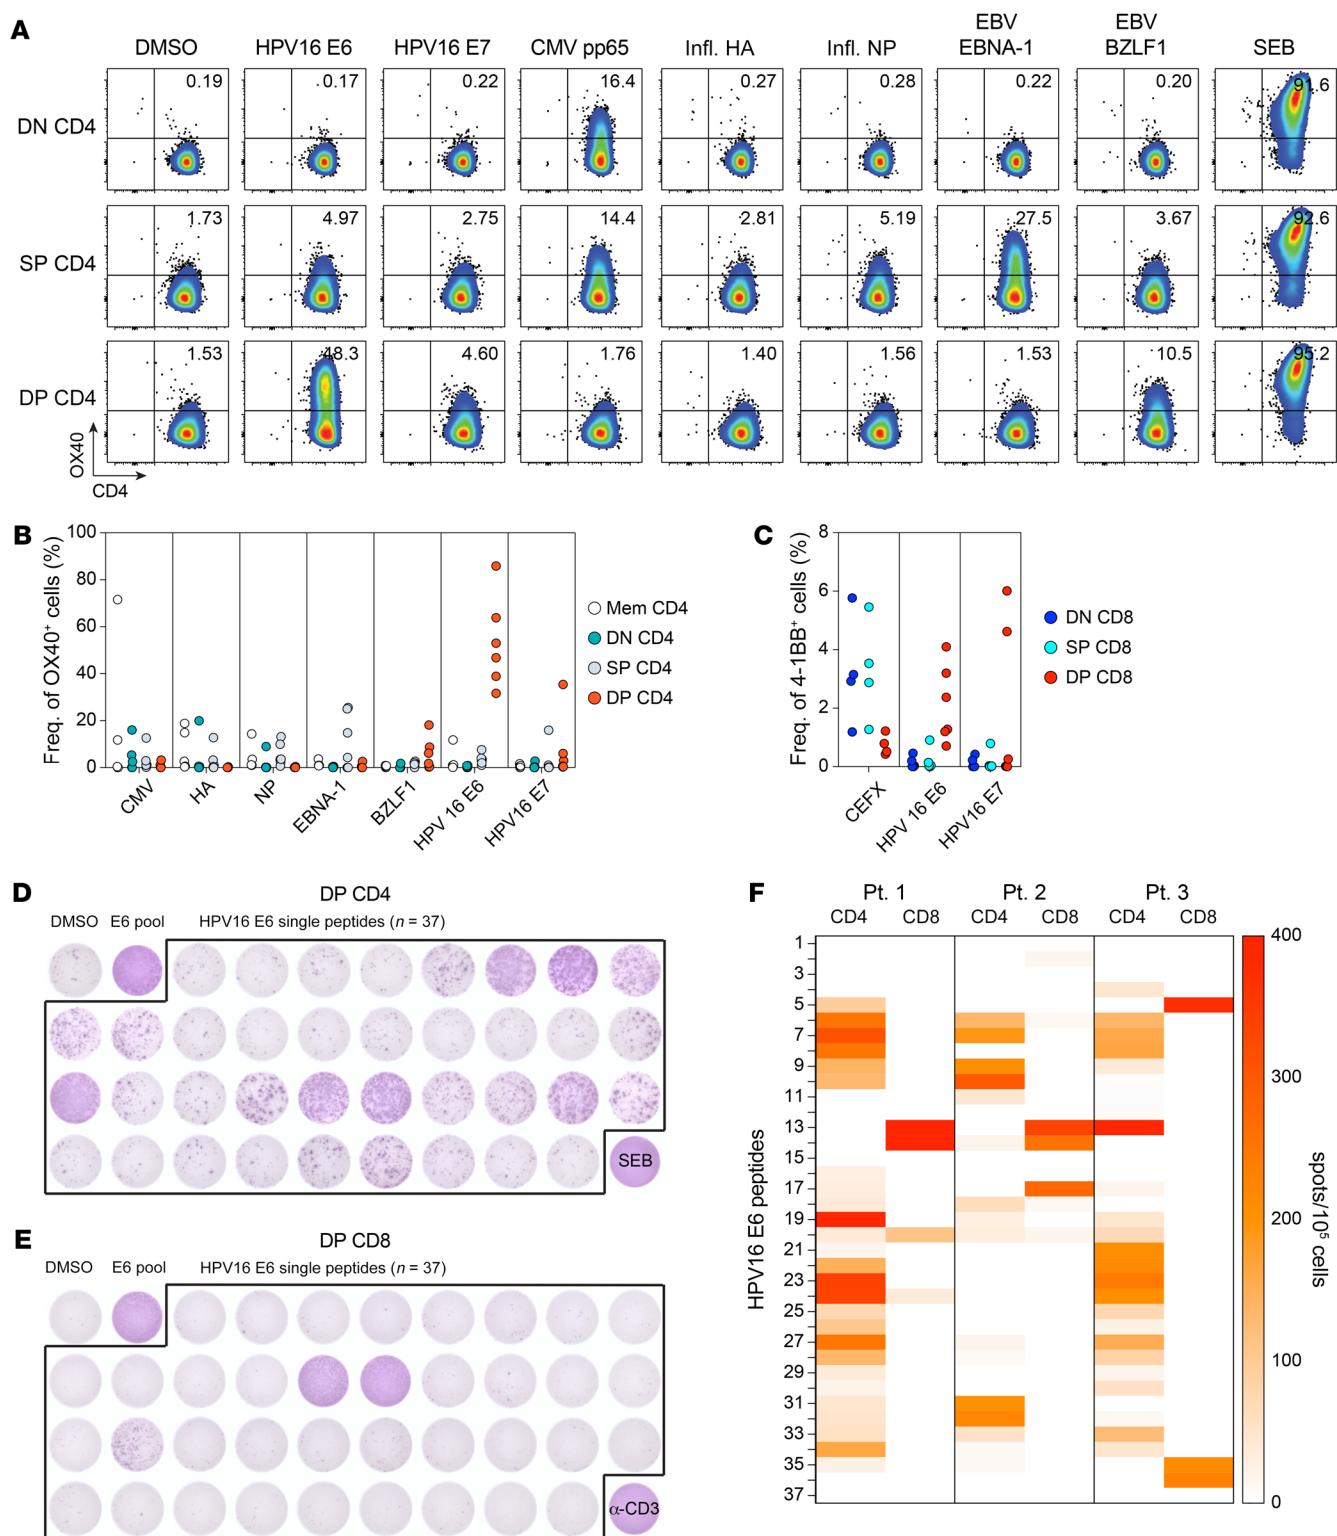 A
DMSO HPV16 E6 HPV16 E7 CMV pp65 Infl. HA Infl. NP EBV EBNA-1 EBV BZLF1 SEB
DN CD4 0.19 0.17 0.22 16.4 0.27 0.28 0.22 0.20 91.6
SP CD4 1.73 4.97 2.75 14.4 2.81 5.19 27.5 3.67 92.6
DP CD4 1.53 48.3 4.60 1.76 1.40 1.56 1.53 10.5 95.2
OX40
CD4
B
Freq. of OX40+ cells (%)
100
80
60
40
20
0
CMV HA NP EBNA-1 BZLF1 HPV 16 E6 HPV16 E7
Mem CD4
DN CD4
SP CD4
DP CD4
C
Freq. of 4-1BB+ cells (%)
8
6
4
2
0
CEFX HPV 16 E6 HPV16 E7
DN CD8
SP CD8
DP CD8
D
DP CD4
DMSO E6 pool HPV16 E6 single peptides (n = 37)
SEB
E
DP CD8
DMSO E6 pool HPV16 E6 single peptides (n = 37)
α-CD3
F
Pt. 1 Pt. 2 Pt. 3
CD4 CD8 CD4 CD8 CD4 CD8
HPV16 E6 peptides
1
3
5
7
9
11
13
15
17
19
21
23
25
27
29
31
33
35
37
400
300
200
100
0
spots/10⁵ cells